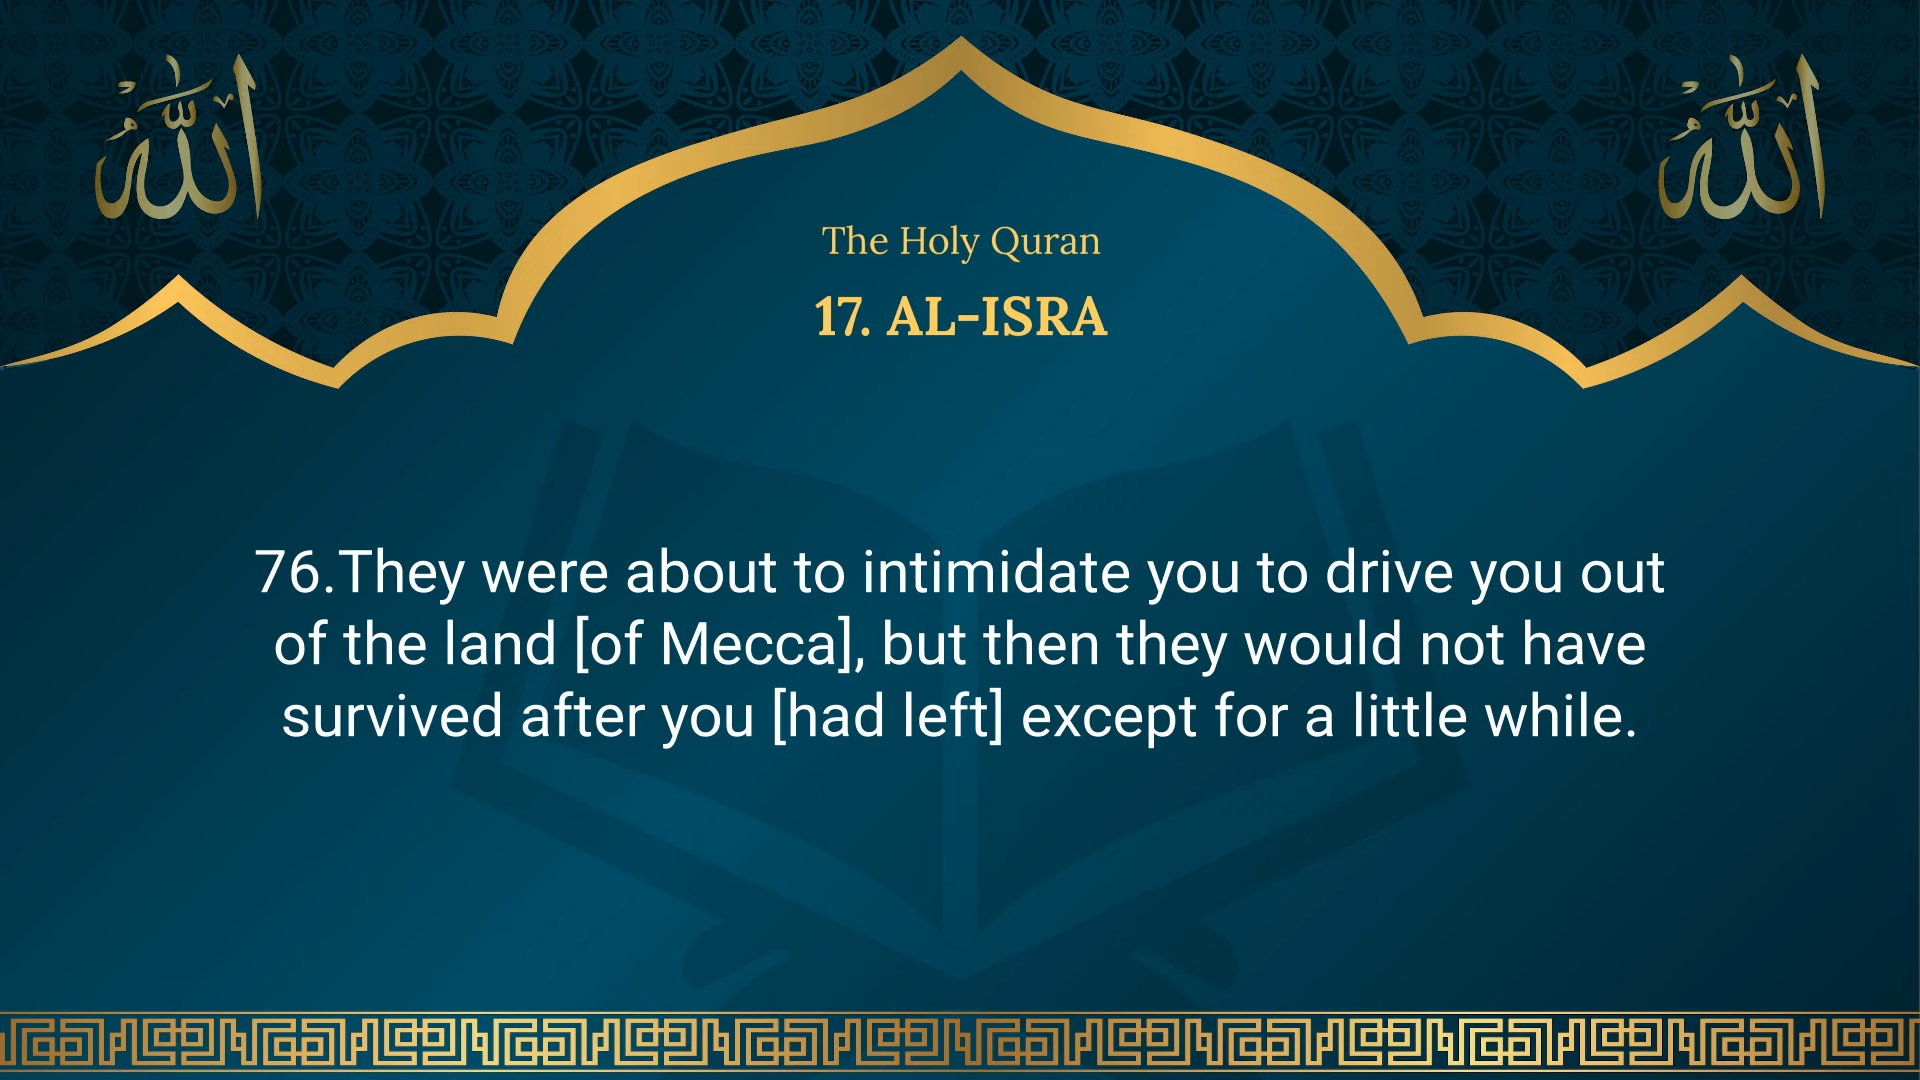 الله
الله
The Holy Quran
17. AL-ISRA
76.They were about to intimidate you to drive you out
of the land [of Mecca], but then they would not have
survived after you [had left] except for a little while.